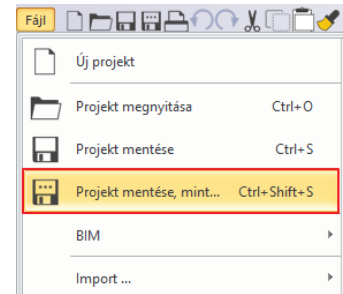 Fájl
Új projekt
Projekt megnyitása Ctrl+O
Projekt mentése Ctrl+S
Projekt mentése, mint... Ctrl+Shift+S
BIM
Import ...